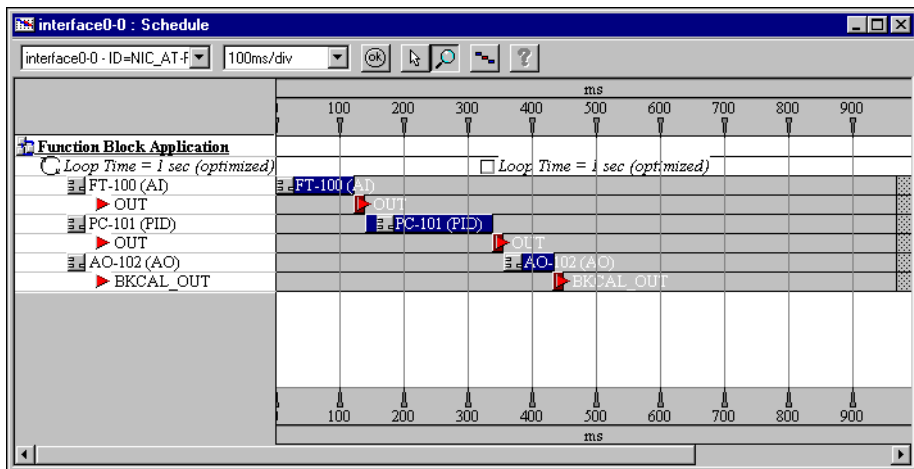 interface0-0 : Schedule
interface0-0 - ID=NIC_AT-F 100ms/div ok ?
ms
100 200 300 400 500 600 700 800 900
Function Block Application
Loop Time = 1 sec (optimized) Loop Time = 1 sec (optimized)
FT-100 (AI) FT-100 (AI)
OUT OUT
PC-101 (PID) PC-101 (PID)
OUT OUT
AO-102 (AO) AO-102 (AO)
BKCAL_OUT BKCAL_OUT
100 200 300 400 500 600 700 800 900
ms